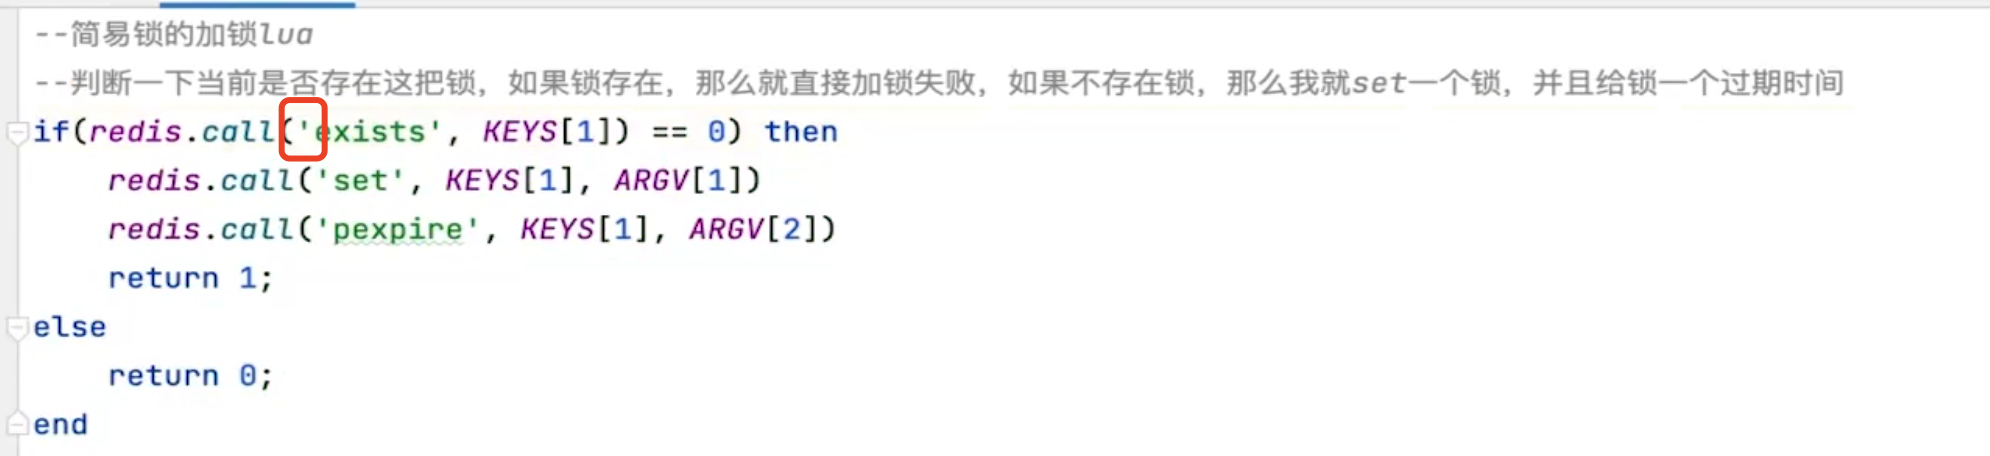 --简易锁的加锁lua
--判断一下当前是否存在这把锁，如果锁存在，那么就直接加锁失败，如果不存在锁，那么我就set一个锁，并且给锁一个过期时间
if(redis.call('exists', KEYS[1]) == 0) then
    redis.call('set', KEYS[1], ARGV[1])
    redis.call('pexpire', KEYS[1], ARGV[2])
    return 1;
else
    return 0;
end